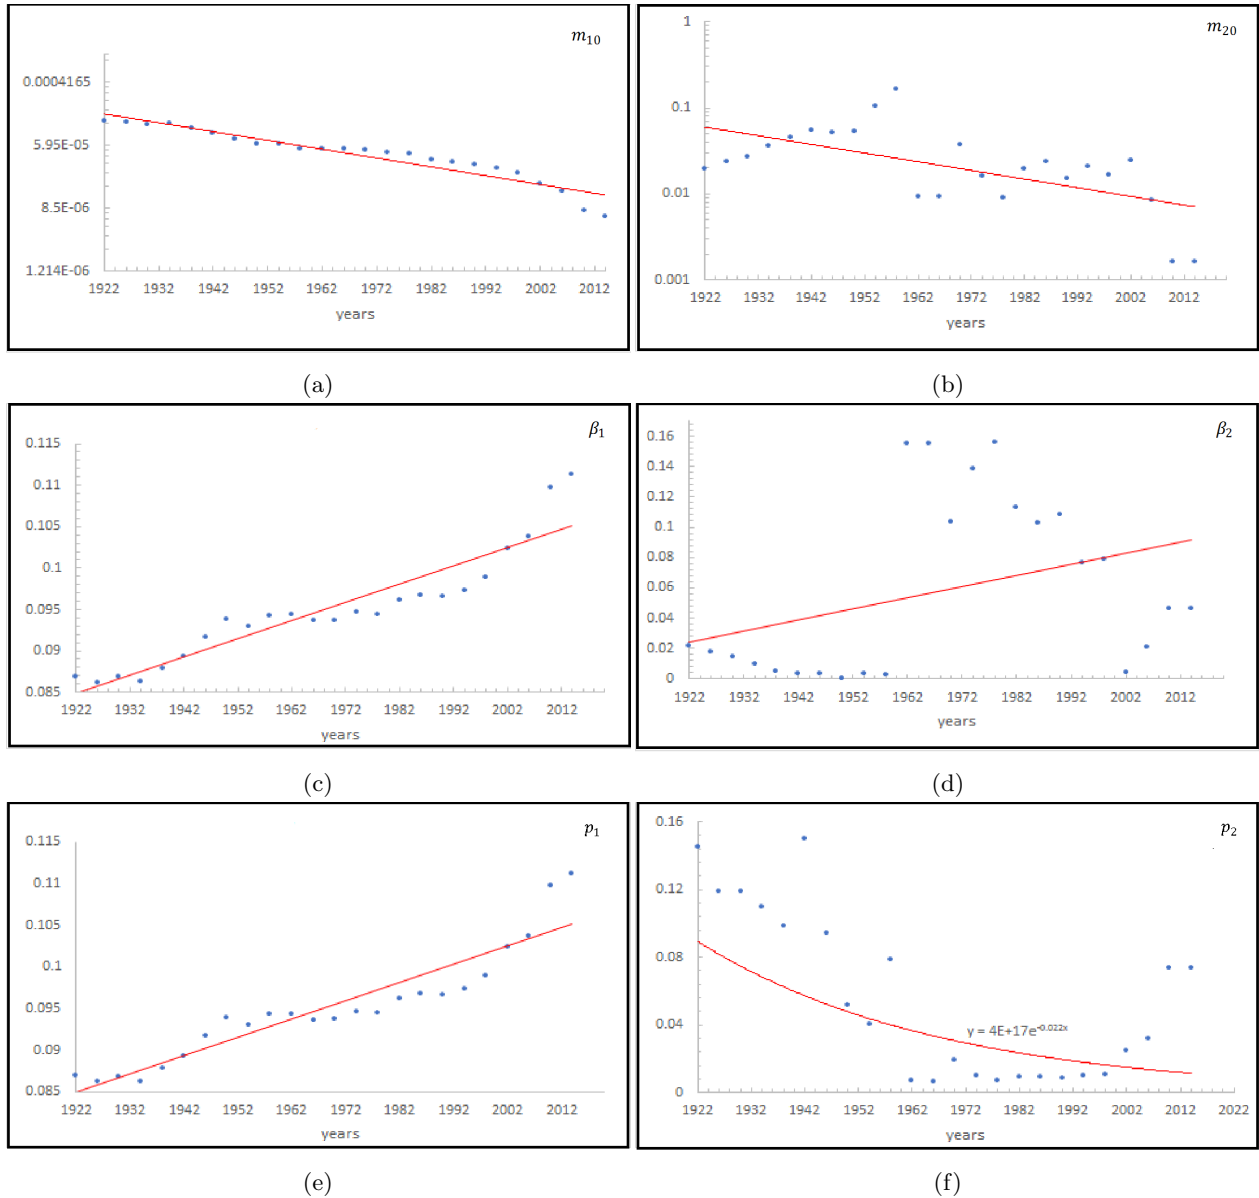 m₁₀
0.0004165
5.95E-05
8.5E-06
1.214E-06
1922 1932 1942 1952 1962 1972 1982 1992 2002 2012
years
(a)
m₂₀
1
0.1
0.01
0.001
1922 1932 1942 1952 1962 1972 1982 1992 2002 2012
years
(b)
β₁
0.115
0.11
0.105
0.1
0.095
0.09
0.085
1922 1932 1942 1952 1962 1972 1982 1992 2002 2012
years
(c)
β₂
0.16
0.14
0.12
0.1
0.08
0.06
0.04
0.02
0
1922 1932 1942 1952 1962 1972 1982 1992 2002 2012
years
(d)
p₁
0.115
0.11
0.105
0.1
0.095
0.09
0.085
1922 1932 1942 1952 1962 1972 1982 1992 2002 2012
years
(e)
p₂
0.16
0.12
0.08
0.04
0
y = 4E+17e⁻⁰·⁰²²ˣ
1922 1932 1942 1952 1962 1972 1982 1992 2002 2012 2022
years
(f)